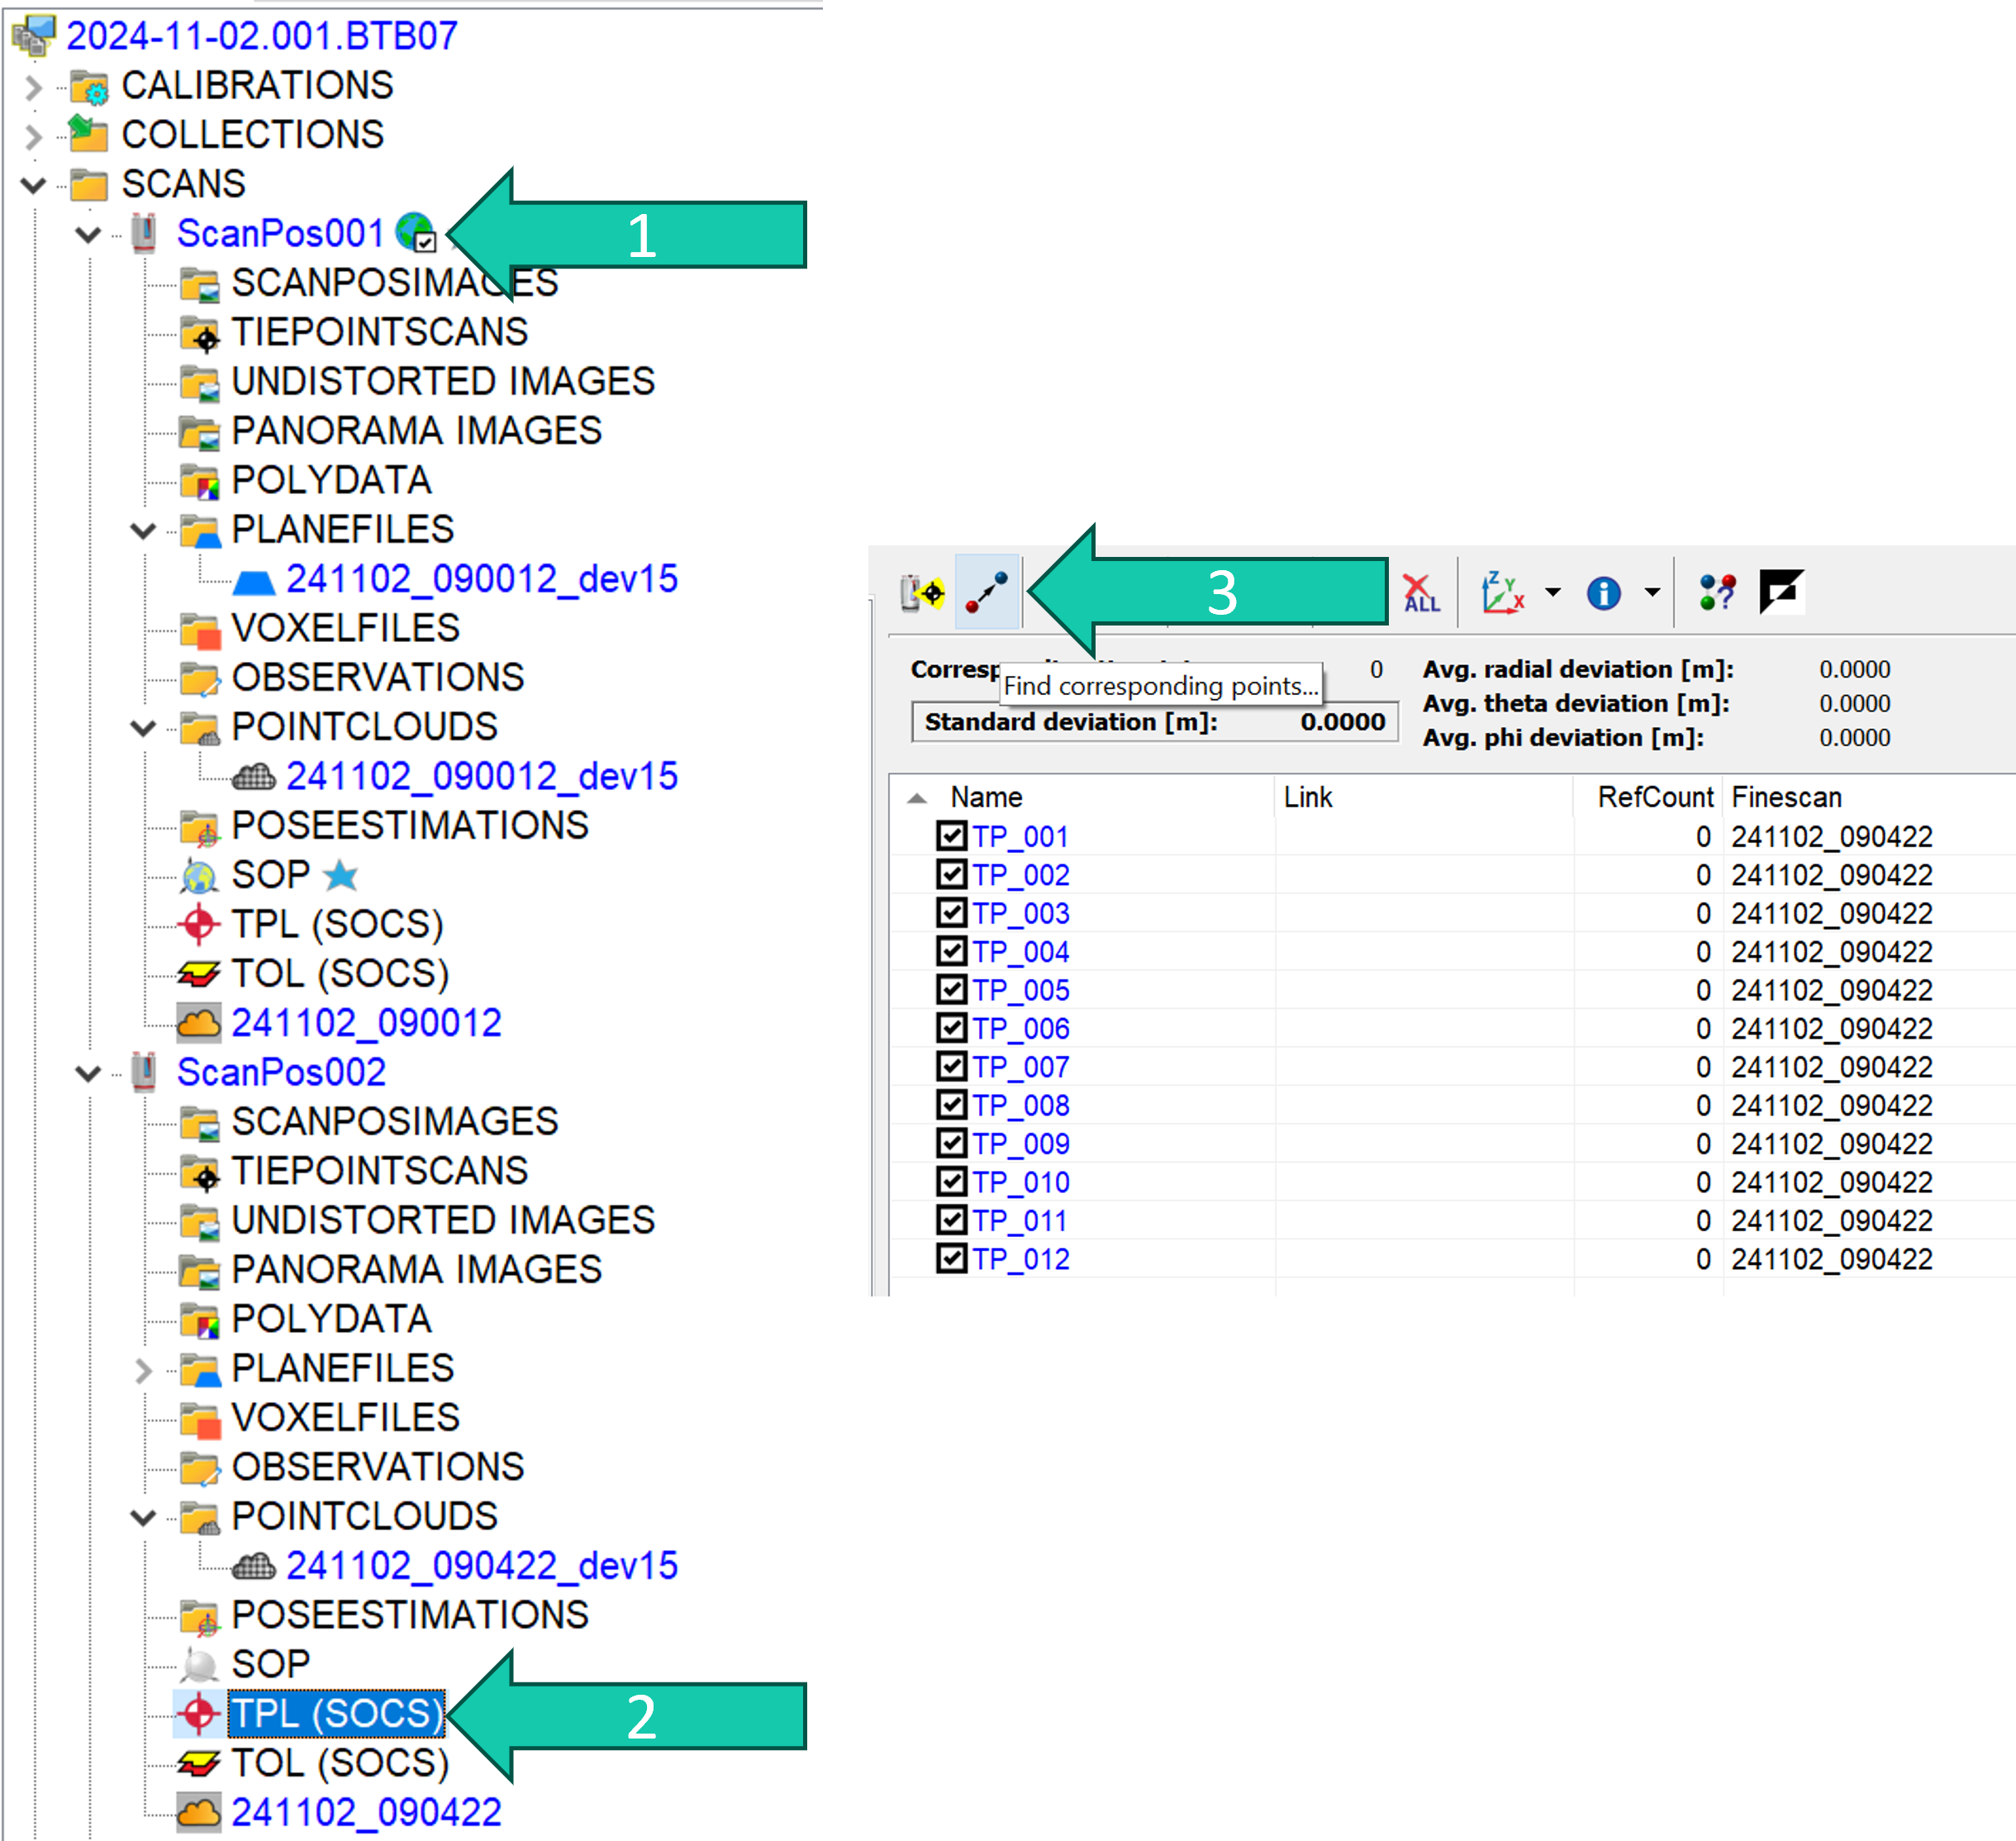 2024-11-02.001.BTB07
CALIBRATIONS
COLLECTIONS
SCANS
ScanPos001
1
SCANPOSIMAGES
TIEPOINTSCANS
UNDISTORTED IMAGES
PANORAMA IMAGES
POLYDATA
PLANEFILES
241102_090012_dev15
VOXELFILES
OBSERVATIONS
POINTCLOUDS
241102_090012_dev15
POSEESTIMATIONS
SOP
TPL (SOCS)
TOL (SOCS)
241102_090012
ScanPos002
SCANPOSIMAGES
TIEPOINTSCANS
UNDISTORTED IMAGES
PANORAMA IMAGES
POLYDATA
PLANEFILES
VOXELFILES
OBSERVATIONS
POINTCLOUDS
241102_090422_dev15
POSEESTIMATIONS
SOP
TPL (SOCS)
2
TOL (SOCS)
241102_090422
3
ALL
Z Y X
i
?
0 Avg. radial deviation [m]: 0.0000
Find corresponding points...
Avg. theta deviation [m]: 0.0000
Standard deviation [m]: 0.0000
Avg. phi deviation [m]: 0.0000
Name Link RefCount Finescan
TP_001 0 241102_090422
TP_002 0 241102_090422
TP_003 0 241102_090422
TP_004 0 241102_090422
TP_005 0 241102_090422
TP_006 0 241102_090422
TP_007 0 241102_090422
TP_008 0 241102_090422
TP_009 0 241102_090422
TP_010 0 241102_090422
TP_011 0 241102_090422
TP_012 0 241102_090422